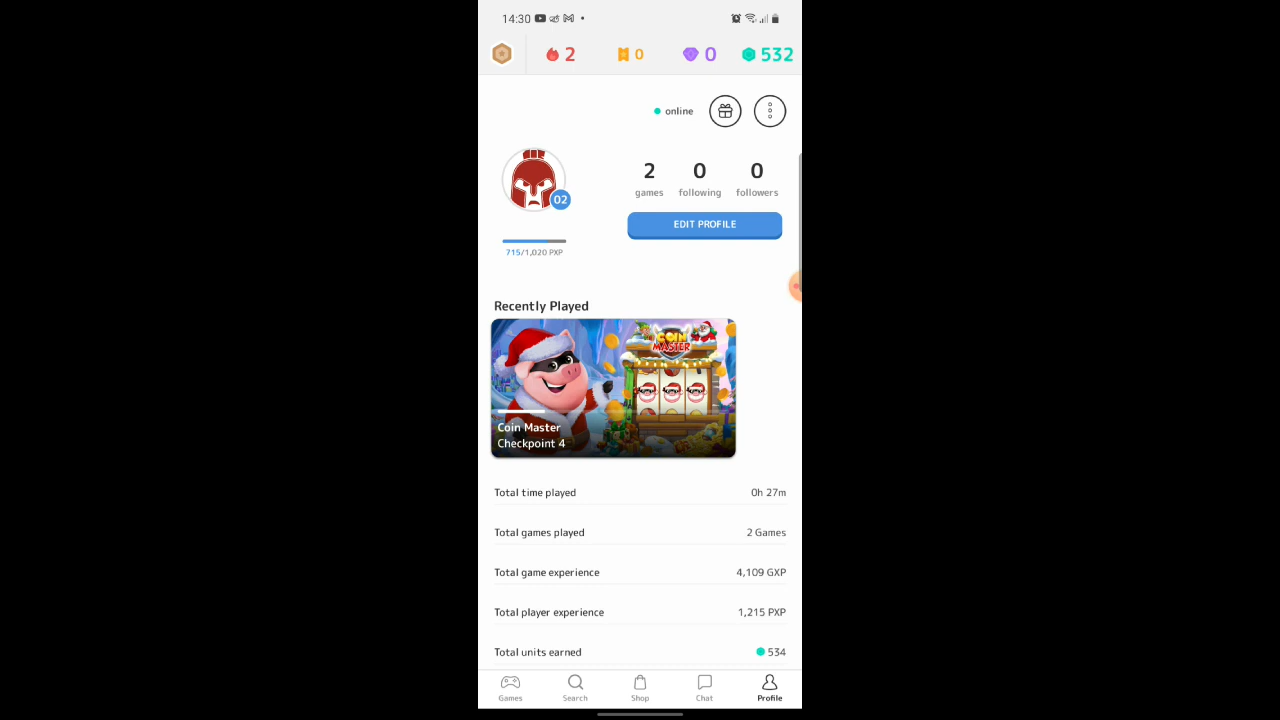 14:30
2 0 0 532
online
2 0 0
games following followers
02
EDIT PROFILE
715/1,020 PXP
Recently Played
COIN MASTER
Coin Master
Checkpoint 4
Total time played 0h 27m
Total games played 2 Games
Total game experience 4,109 GXP
Total player experience 1,215 PXP
Total units earned 534
Games Search Shop Chat Profile